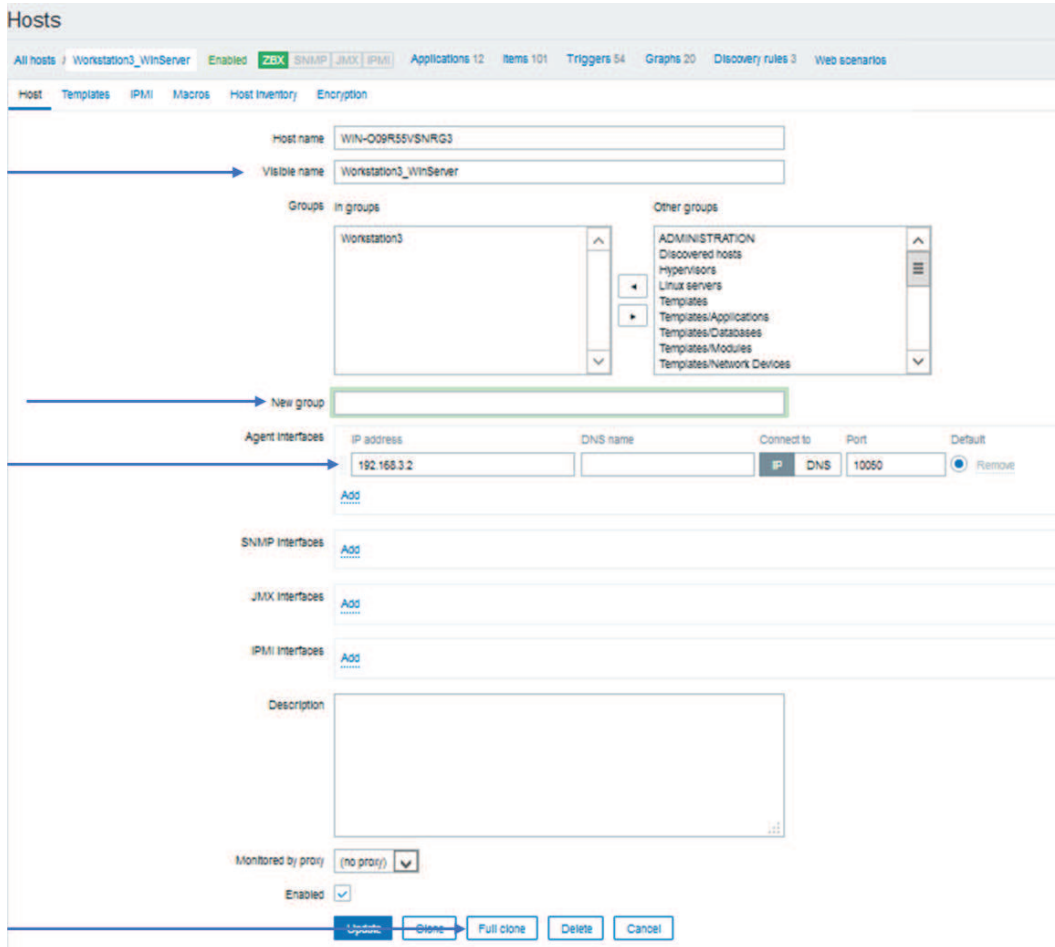 Hosts
All hosts / Workstation3_WinServer Enabled ZBX SNMP JMX IPMI Applications 12 Items 101 Triggers 54 Graphs 20 Discovery rules 3 Web scenarios
Host Templates IPMI Macros Host Inventory Encryption
Host name WIN-O09R55VSNRG3
Visible name Workstation3_WinServer
Groups In groups Other groups
Workstation3 ADMINISTRATION
Discovered hosts
Hypervisors
Linux servers
Templates
Templates/Applications
Templates/Databases
Templates/Modules
Templates/Network Devices
New group
Agent Interfaces IP address DNS name Connect to Port Default
192.168.3.2 IP DNS 10050 Remove
Add
SNMP Interfaces Add
JMX Interfaces Add
IPMI Interfaces Add
Description
Monitored by proxy (no proxy)
Enabled
Update Clone Full clone Delete Cancel